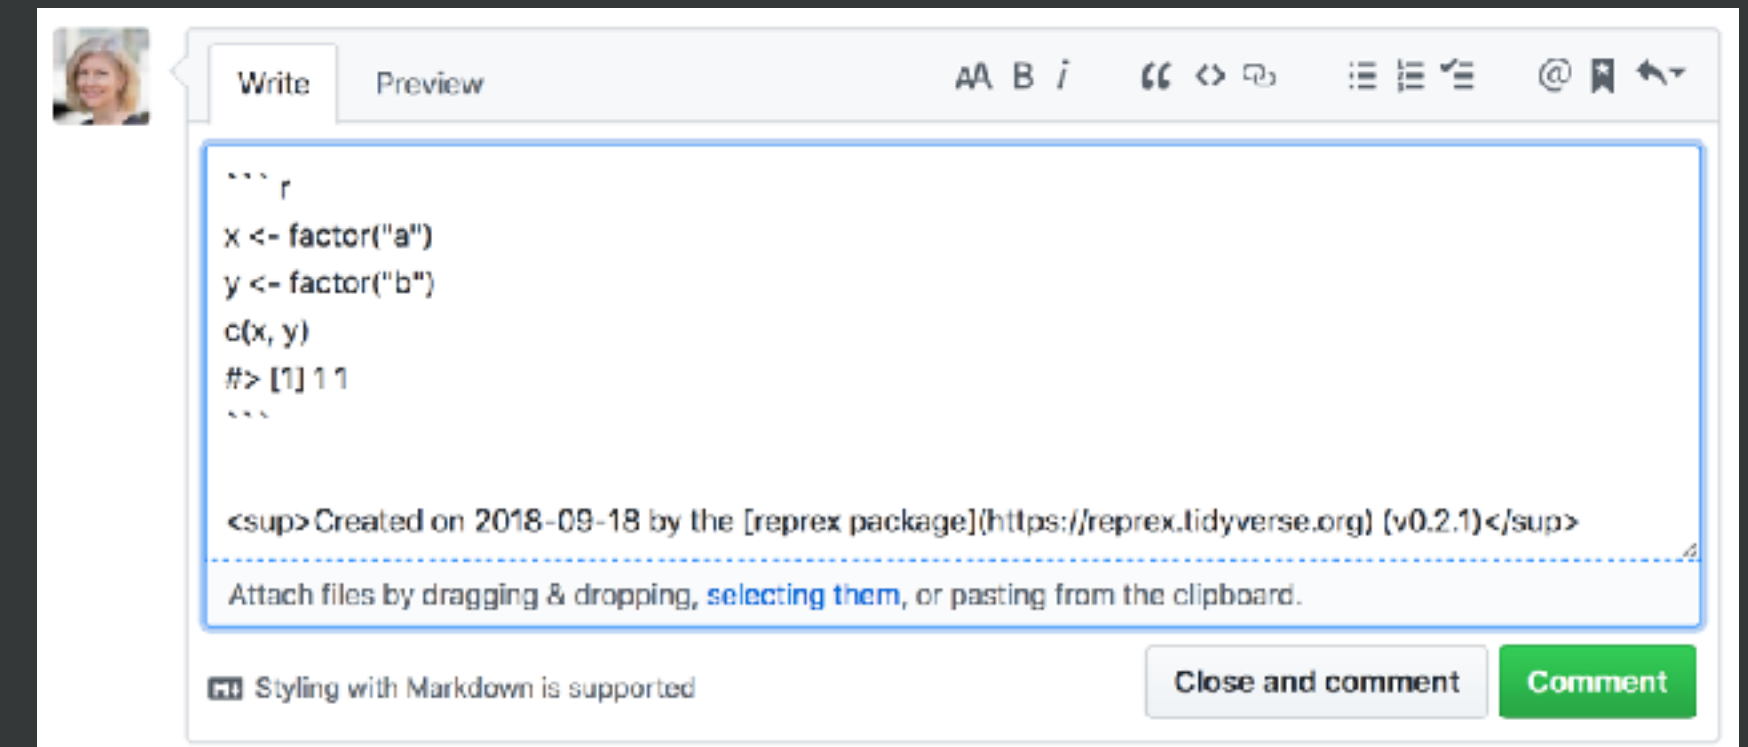 Write Preview AA B i
``` r
x <- factor("a")
y <- factor("b")
c(x, y)
#> [1] 1 1
```
<sup>Created on 2018-09-18 by the [reprex package](https://reprex.tidyverse.org) (v0.2.1)</sup>
Attach files by dragging & dropping, selecting them, or pasting from the clipboard.
Styling with Markdown is supported
Close and comment Comment